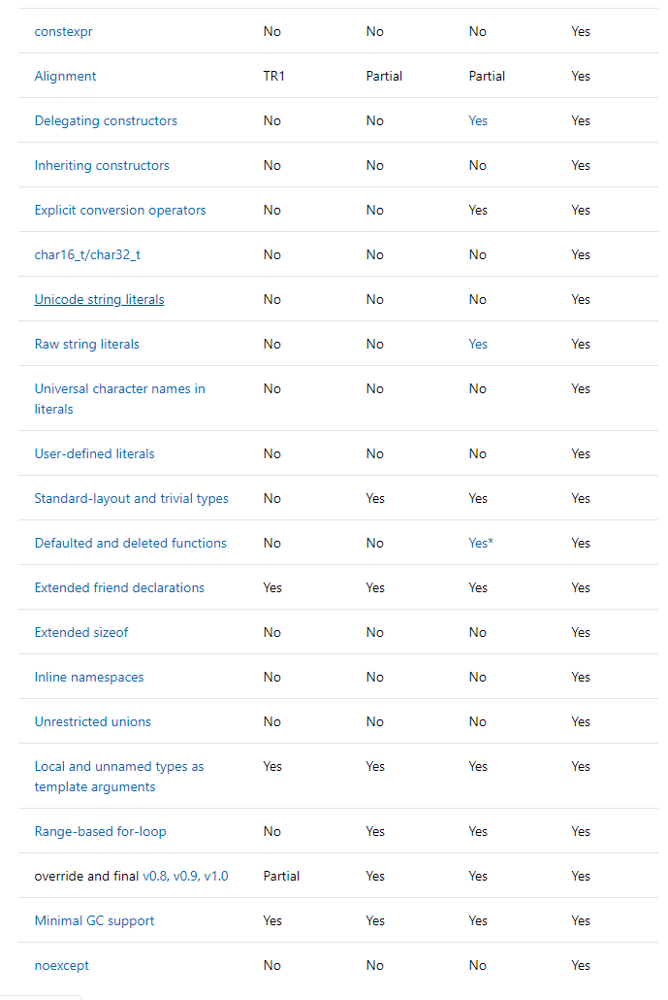 constexpr No No No Yes
Alignment TR1 Partial Partial Yes
Delegating constructors No No Yes Yes
Inheriting constructors No No No Yes
Explicit conversion operators No No Yes Yes
char16_t/char32_t No No No Yes
Unicode string literals No No No Yes
Raw string literals No No Yes Yes
Universal character names in No No No Yes
literals
User-defined literals No No No Yes
Standard-layout and trivial types No Yes Yes Yes
Defaulted and deleted functions No No Yes* Yes
Extended friend declarations Yes Yes Yes Yes
Extended sizeof No No No Yes
Inline namespaces No No No Yes
Unrestricted unions No No No Yes
Local and unnamed types as Yes Yes Yes Yes
template arguments
Range-based for-loop No Yes Yes Yes
override and final v0.8, v0.9, v1.0 Partial Yes Yes Yes
Minimal GC support Yes Yes Yes Yes
noexcept No No No Yes